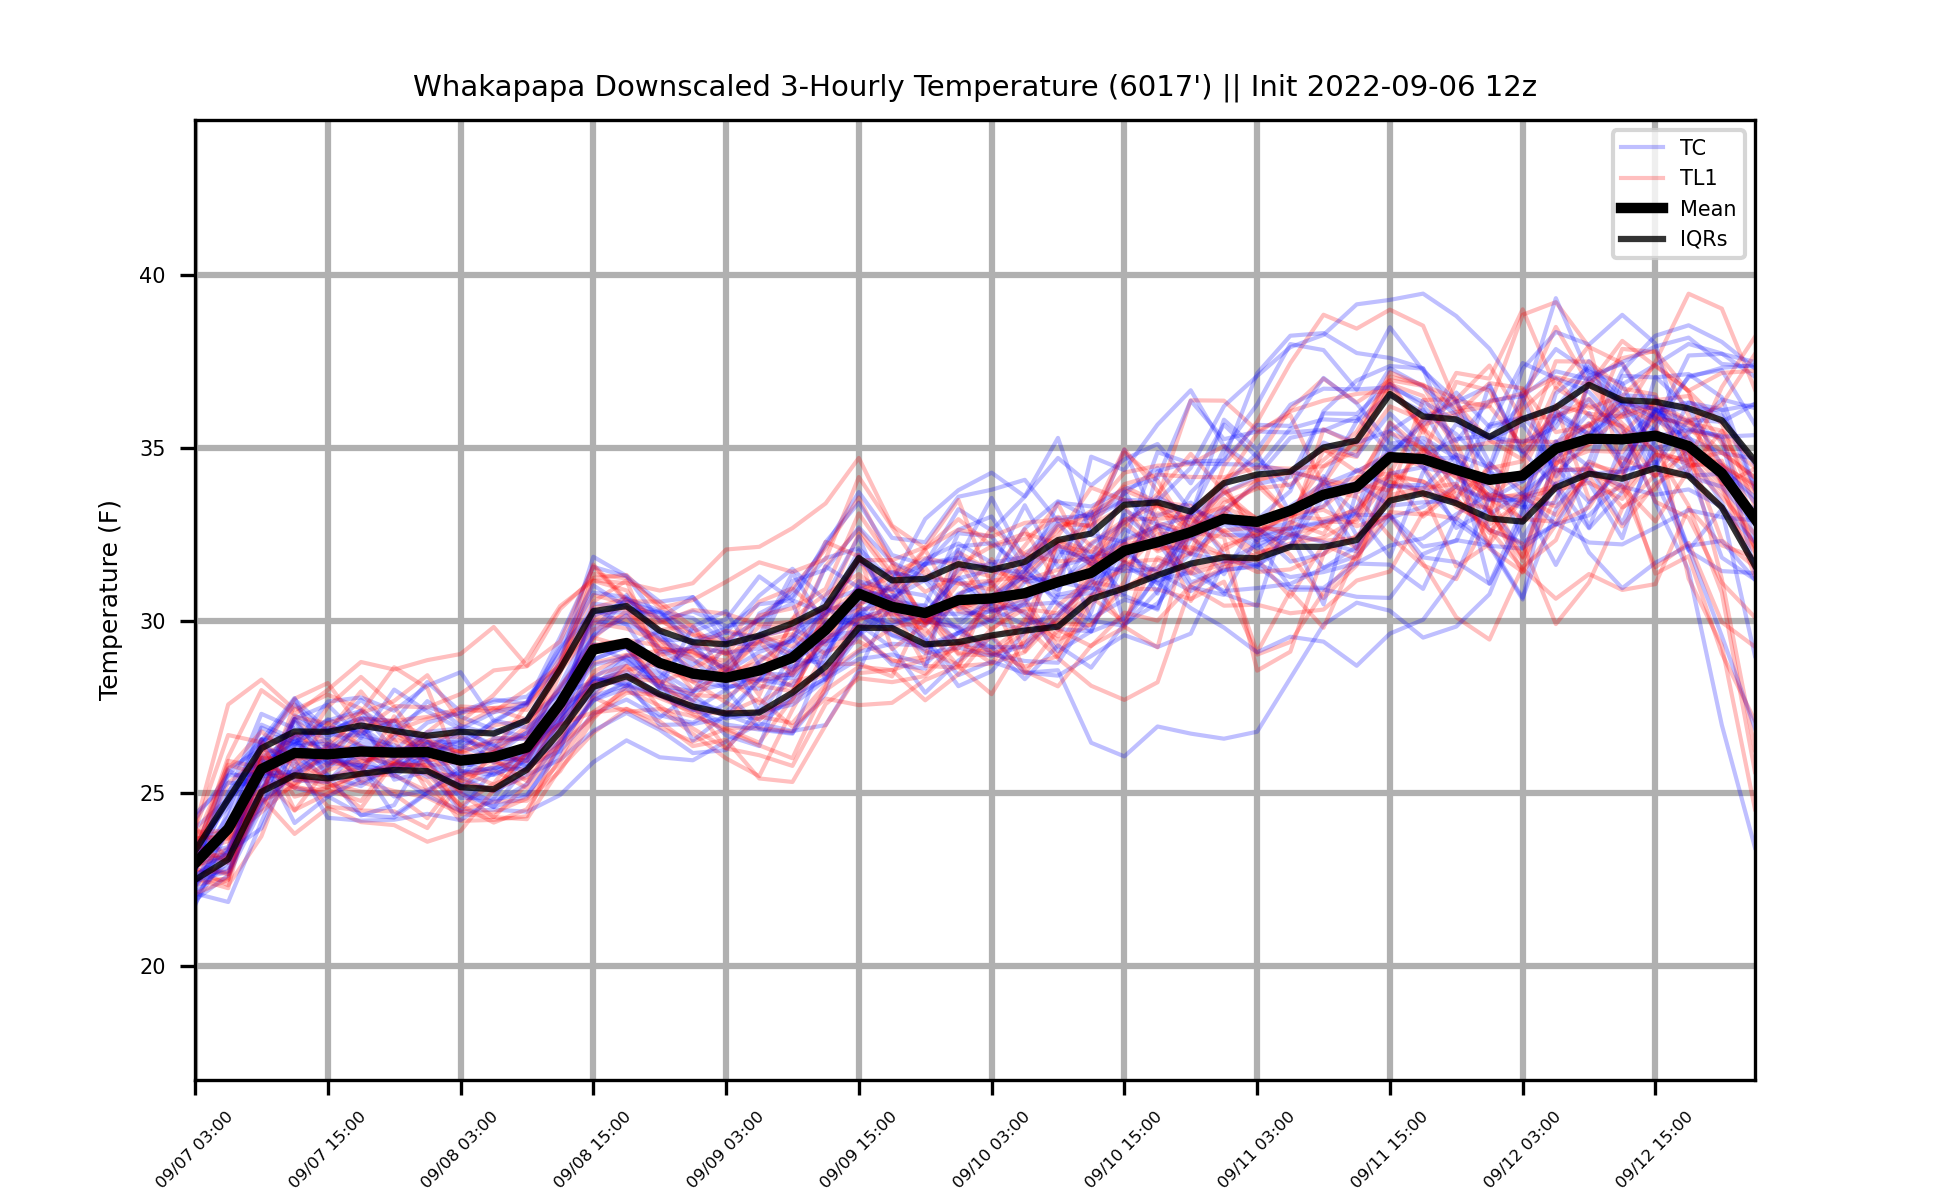 Whakapapa Downscaled 3-Hourly Temperature (6017') || Init 2022-09-06 12z
TC
TL1
Mean
IQRs
Temperature (F)
40
35
30
25
20
09/07 03:00
09/07 15:00
09/08 03:00
09/08 15:00
09/09 03:00
09/09 15:00
09/10 03:00
09/10 15:00
09/11 03:00
09/11 15:00
09/12 03:00
09/12 15:00